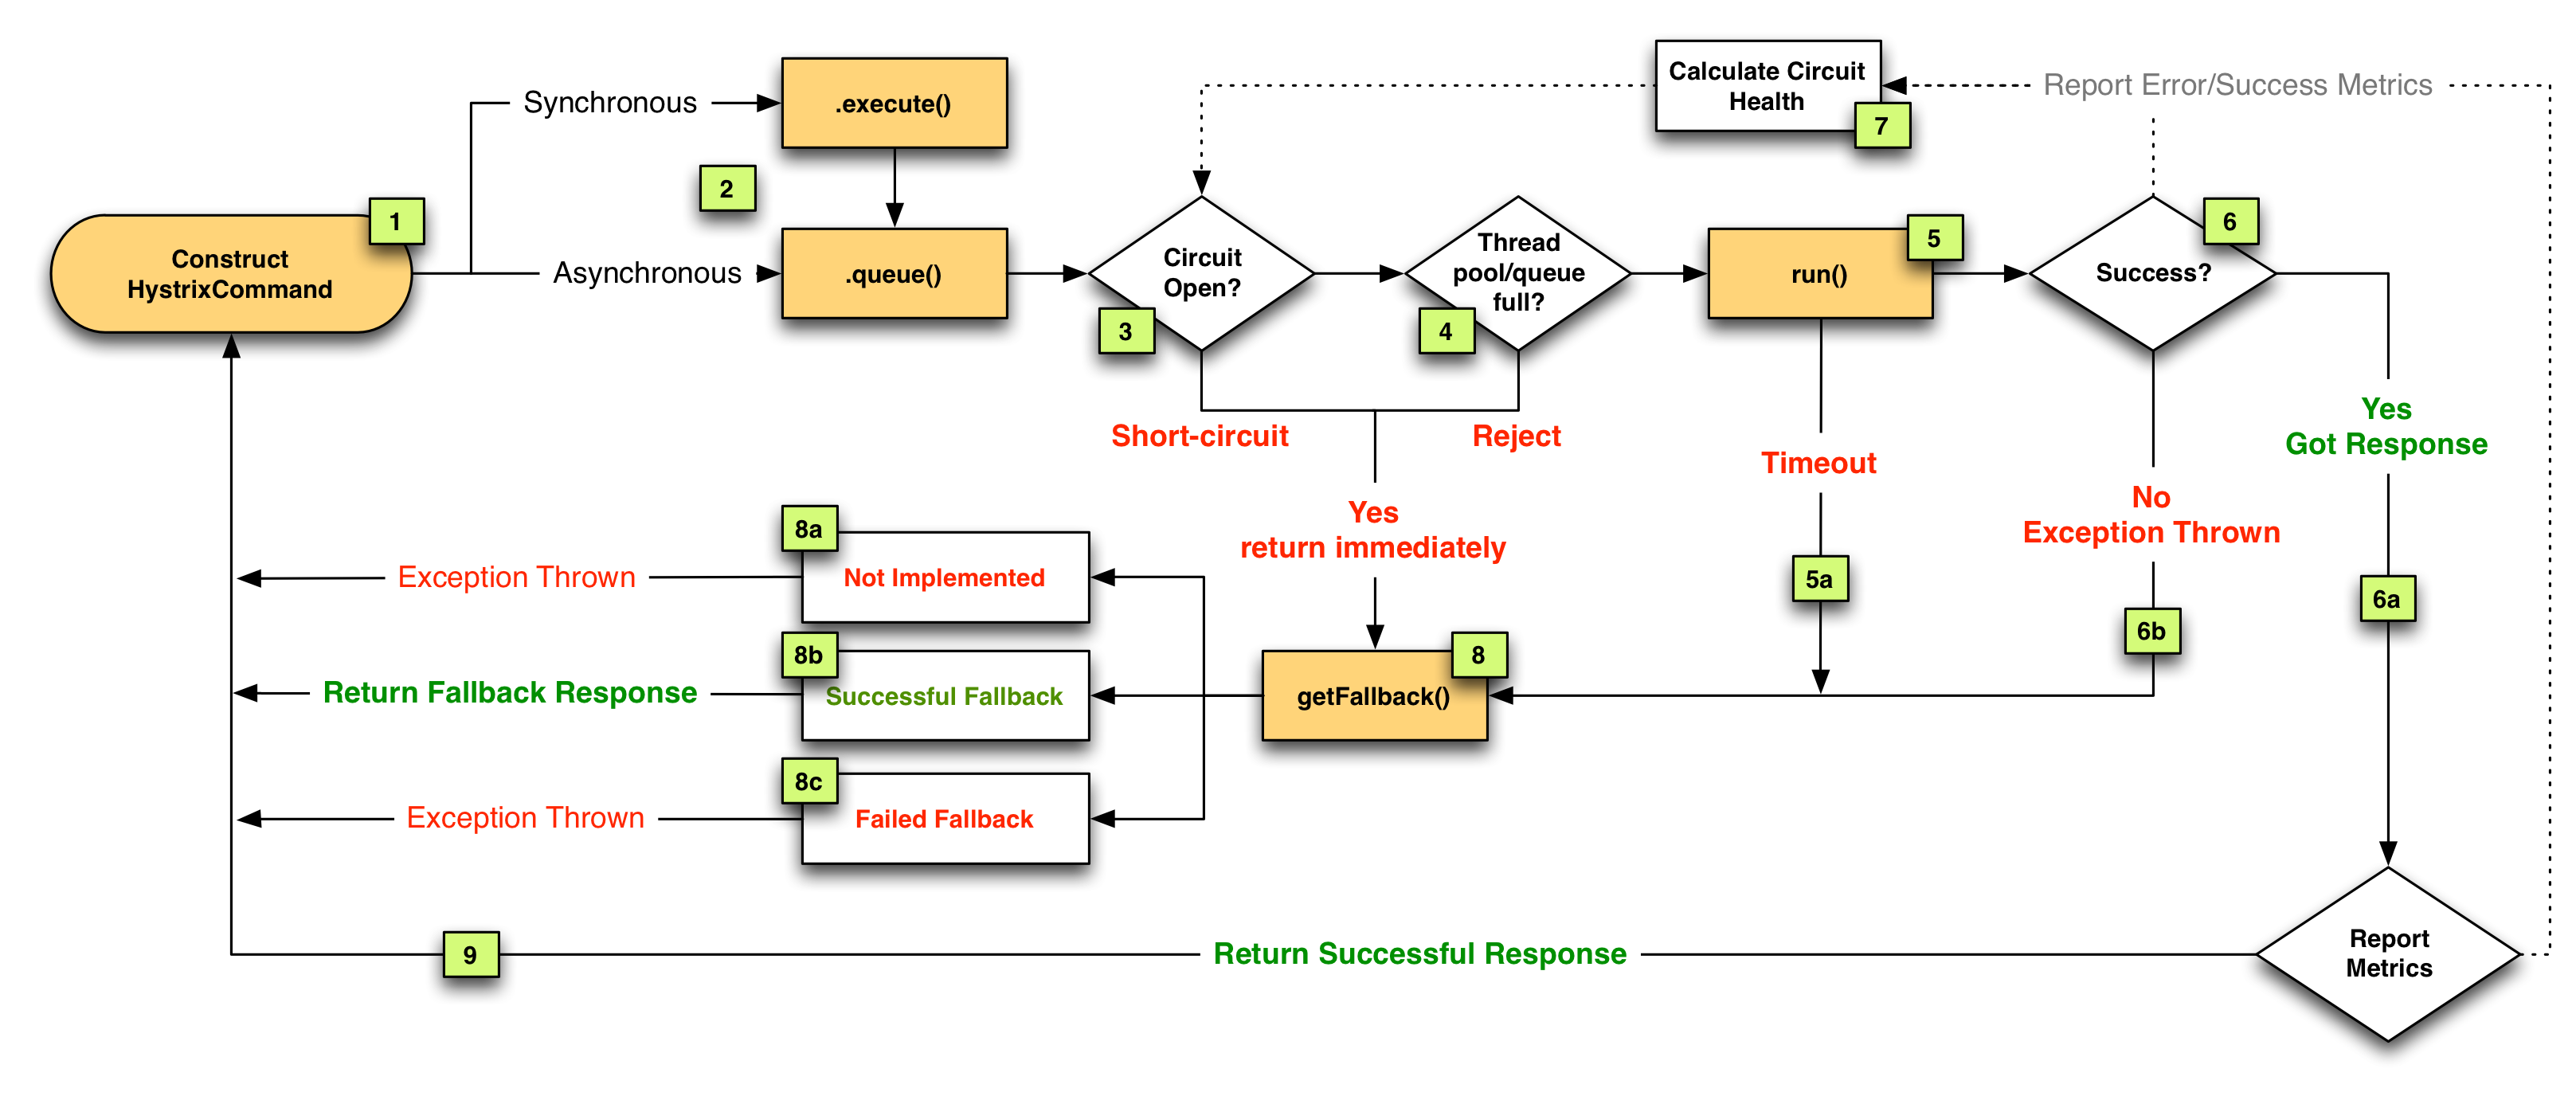 Synchronous
.execute()
Calculate Circuit
Health
7
Report Error/Success Metrics
2
1
Construct
HystrixCommand
Asynchronous
.queue()
Circuit
Open?
3
Thread
pool/queue
full?
4
run()
5
Success?
6
Short-circuit
Reject
Yes
return immediately
Timeout
5a
No
Exception Thrown
6b
Yes
Got Response
6a
8a
Not Implemented
Exception Thrown
8b
Successful Fallback
Return Fallback Response
8
getFallback()
8c
Failed Fallback
Exception Thrown
9
Return Successful Response
Report
Metrics